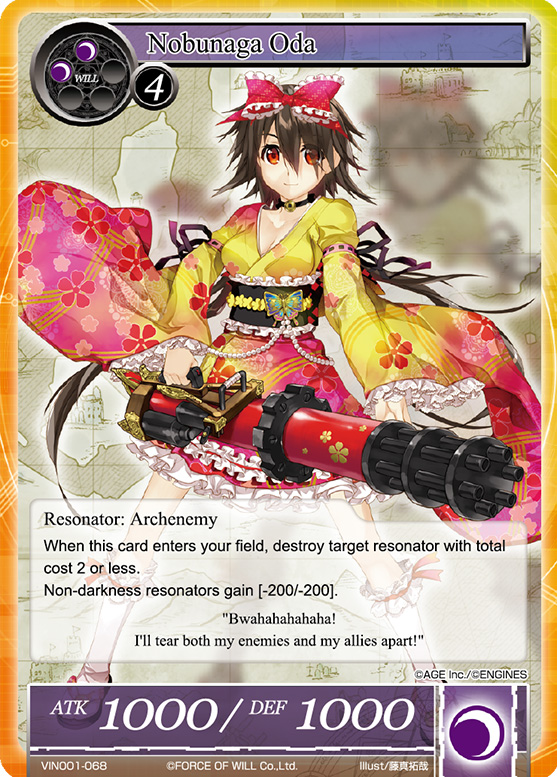 Nobunaga Oda
WILL
4
Resonator: Archenemy
When this card enters your field, destroy target resonator with total
cost 2 or less.
Non-darkness resonators gain [-200/-200].
"Bwahahahahaha!
I'll tear both my enemies and my allies apart!"
©AGE Inc./©ENGINES
ATK 1000/ DEF 1000
VIN001-068 ©FORCE OF WILL Co.,Ltd. Illust/藤真拓哉